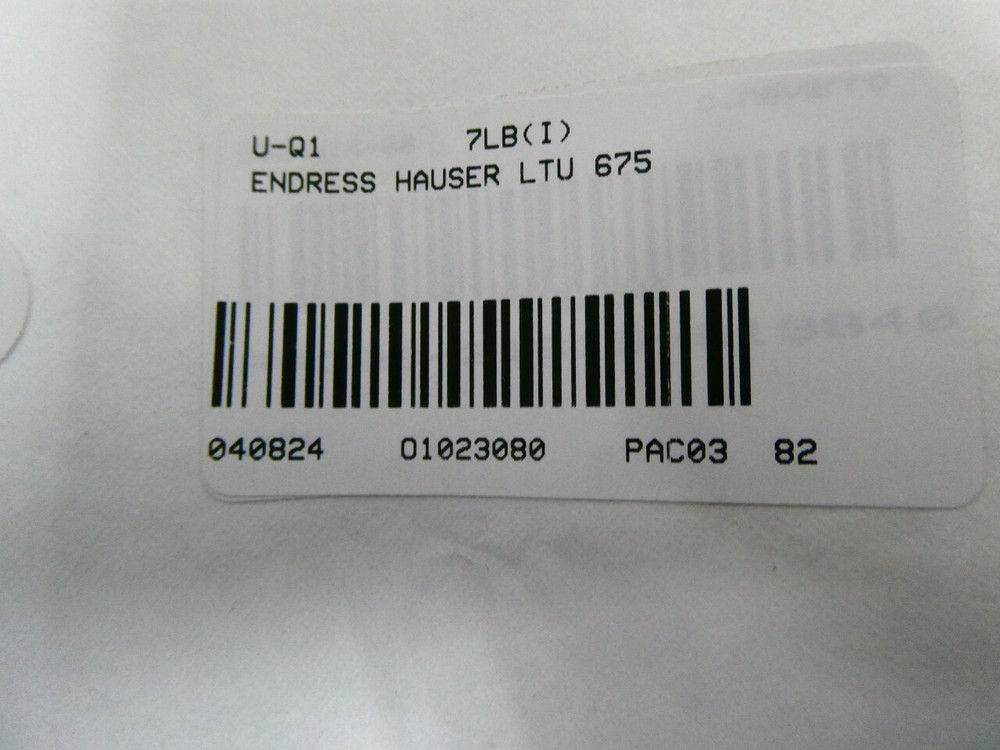 U-Q1 7LB(I)
ENDRESS HAUSER LTU 675
040824 01023080 PAC03 82